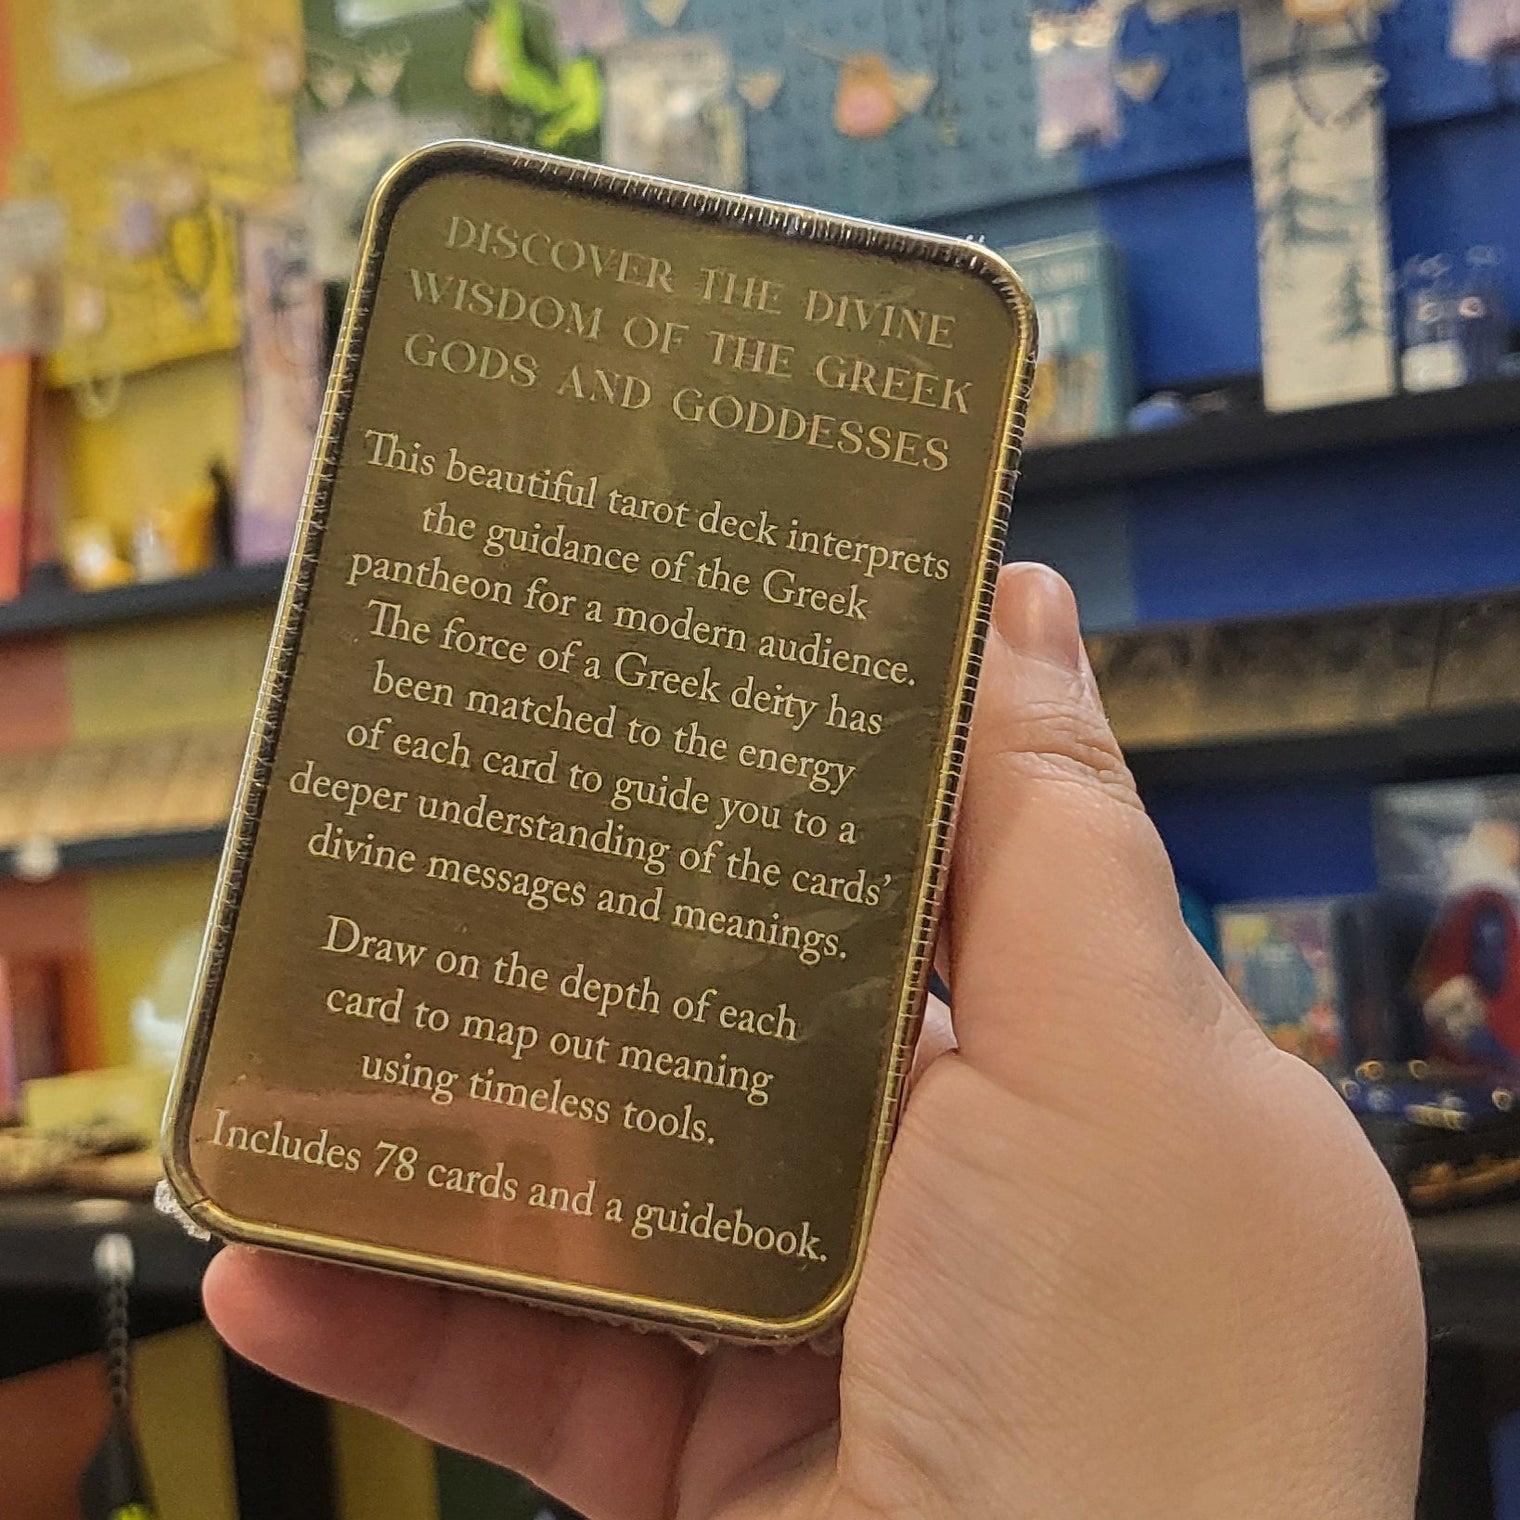 DISCOVER THE DIVINE
WISDOM OF THE GREEK
GODS AND GODDESSES
This beautiful tarot deck interprets
the guidance of the Greek
pantheon for a modern audience.
The force of a Greek deity has
been matched to the energy
of each card to guide you to a
deeper understanding of the cards’
divine messages and meanings.
Draw on the depth of each
card to map out meaning
using timeless tools.
Includes 78 cards and a guidebook.